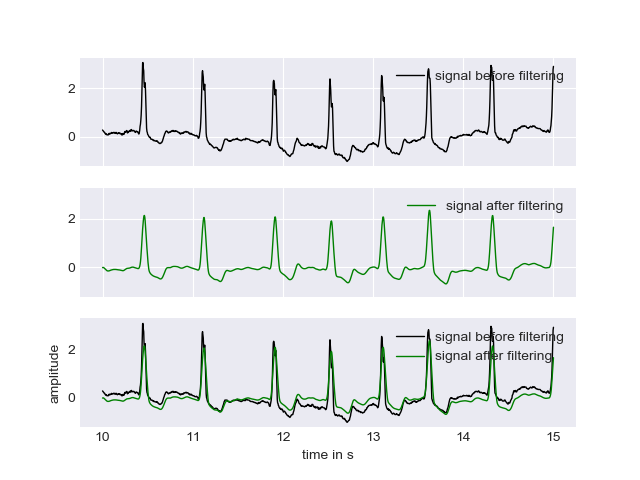 signal before filtering
2
0
signal after filtering
2
0
signal before filtering
signal after filtering
2
0
amplitude
10 11 12 13 14 15
time in s